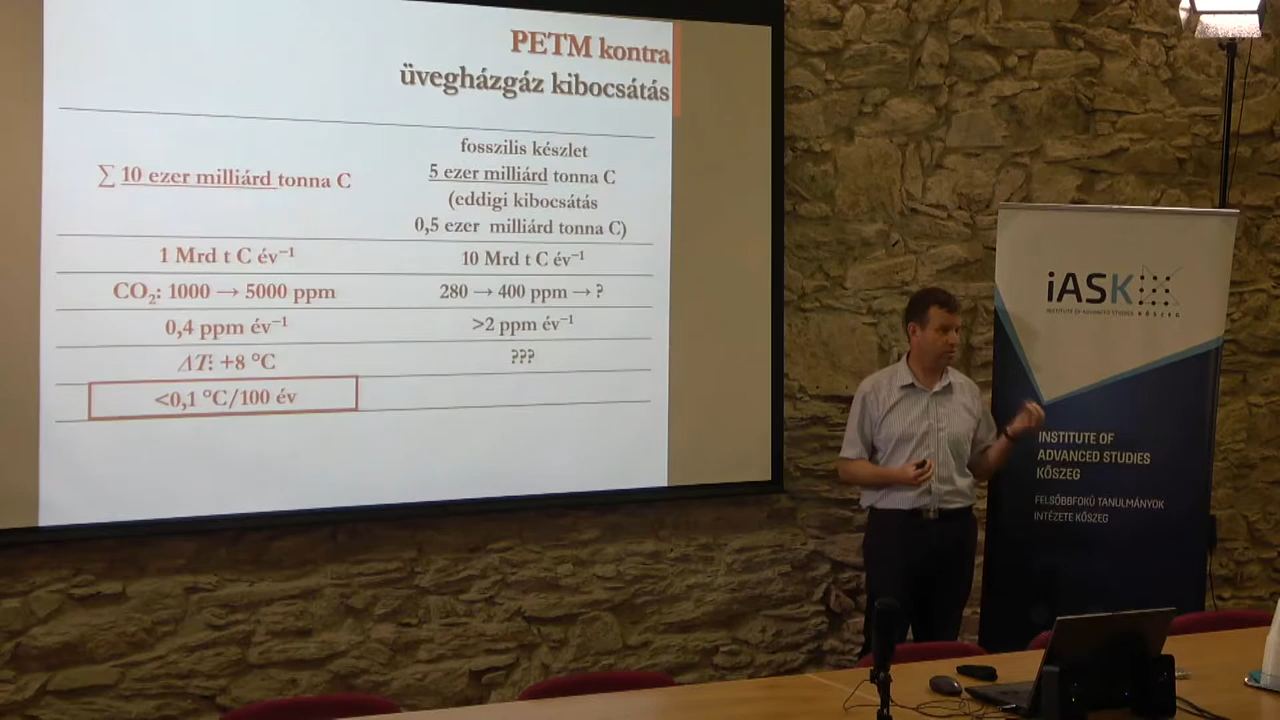 PETM kontra
üvegházgáz kibocsátás
∑ 10 ezer milliárd tonna C
fosszilis készlet
5 ezer milliárd tonna C
(eddigi kibocsátás
0,5 ezer milliárd tonna C)
1 Mrd t C év⁻¹
10 Mrd t C év⁻¹
CO₂: 1000 → 5000 ppm
280 → 400 ppm → ?
0,4 ppm év⁻¹
>2 ppm év⁻¹
ΔT: +8 °C
???
<0,1 °C/100 év
iASK
INSTITUTE OF ADVANCED STUDIES KŐSZEG
INSTITUTE OF
ADVANCED STUDIES
KŐSZEG
FELSŐBBFOKÚ TANULMÁNYOK
INTÉZETE KŐSZEG